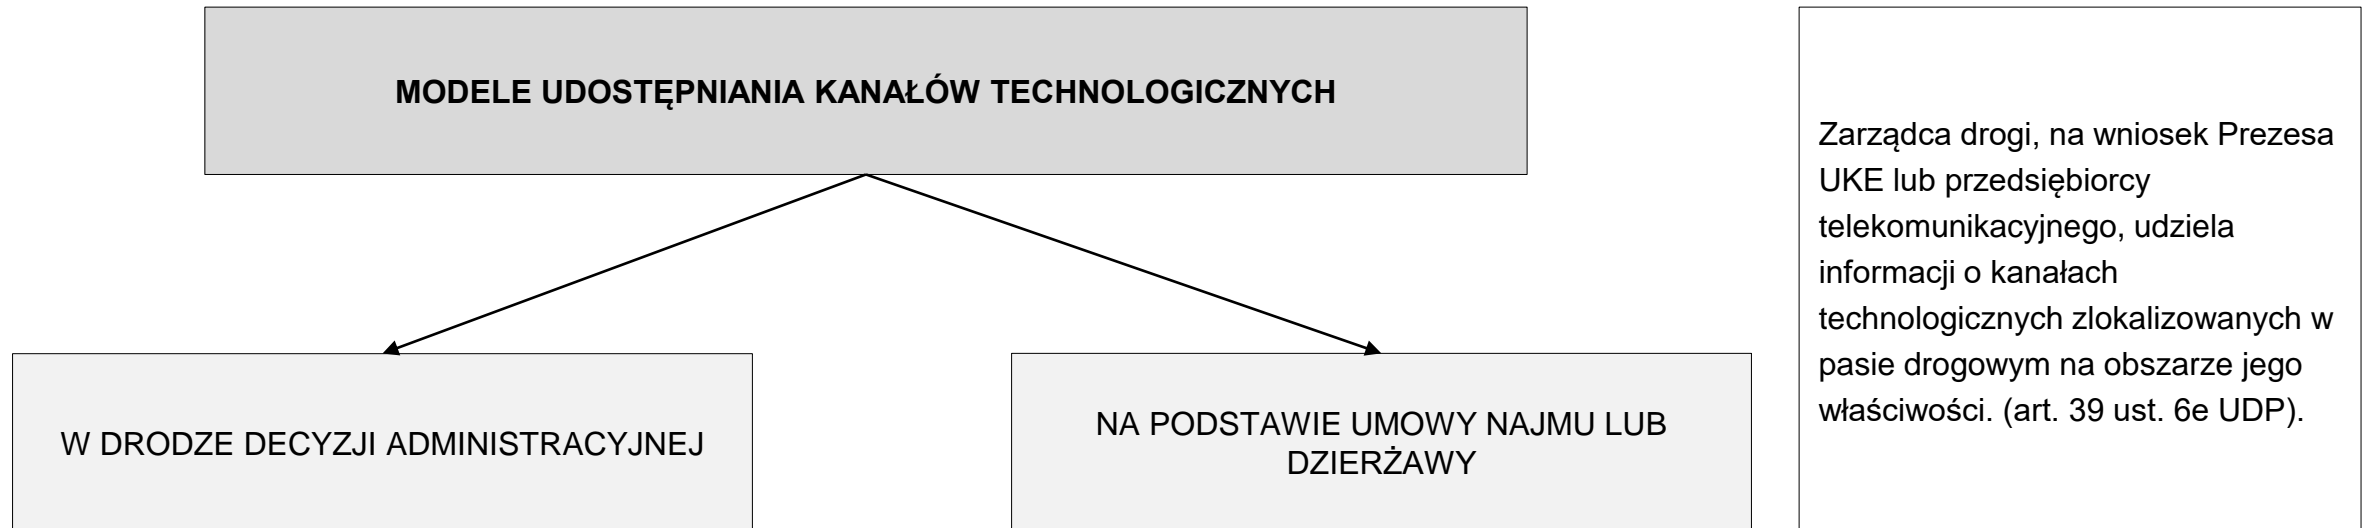 MODELE UDOSTĘPNIANIA KANAŁÓW TECHNOLOGICZNYCH
W DRODZE DECYZJI ADMINISTRACYJNEJ
NA PODSTAWIE UMOWY NAJMU LUB
DZIERŻAWY
Zarządca drogi, na wniosek Prezesa
UKE lub przedsiębiorcy
telekomunikacyjnego, udziela
informacji o kanałach
technologicznych zlokalizowanych w
pasie drogowym na obszarze jego
właściwości. (art. 39 ust. 6e UDP).